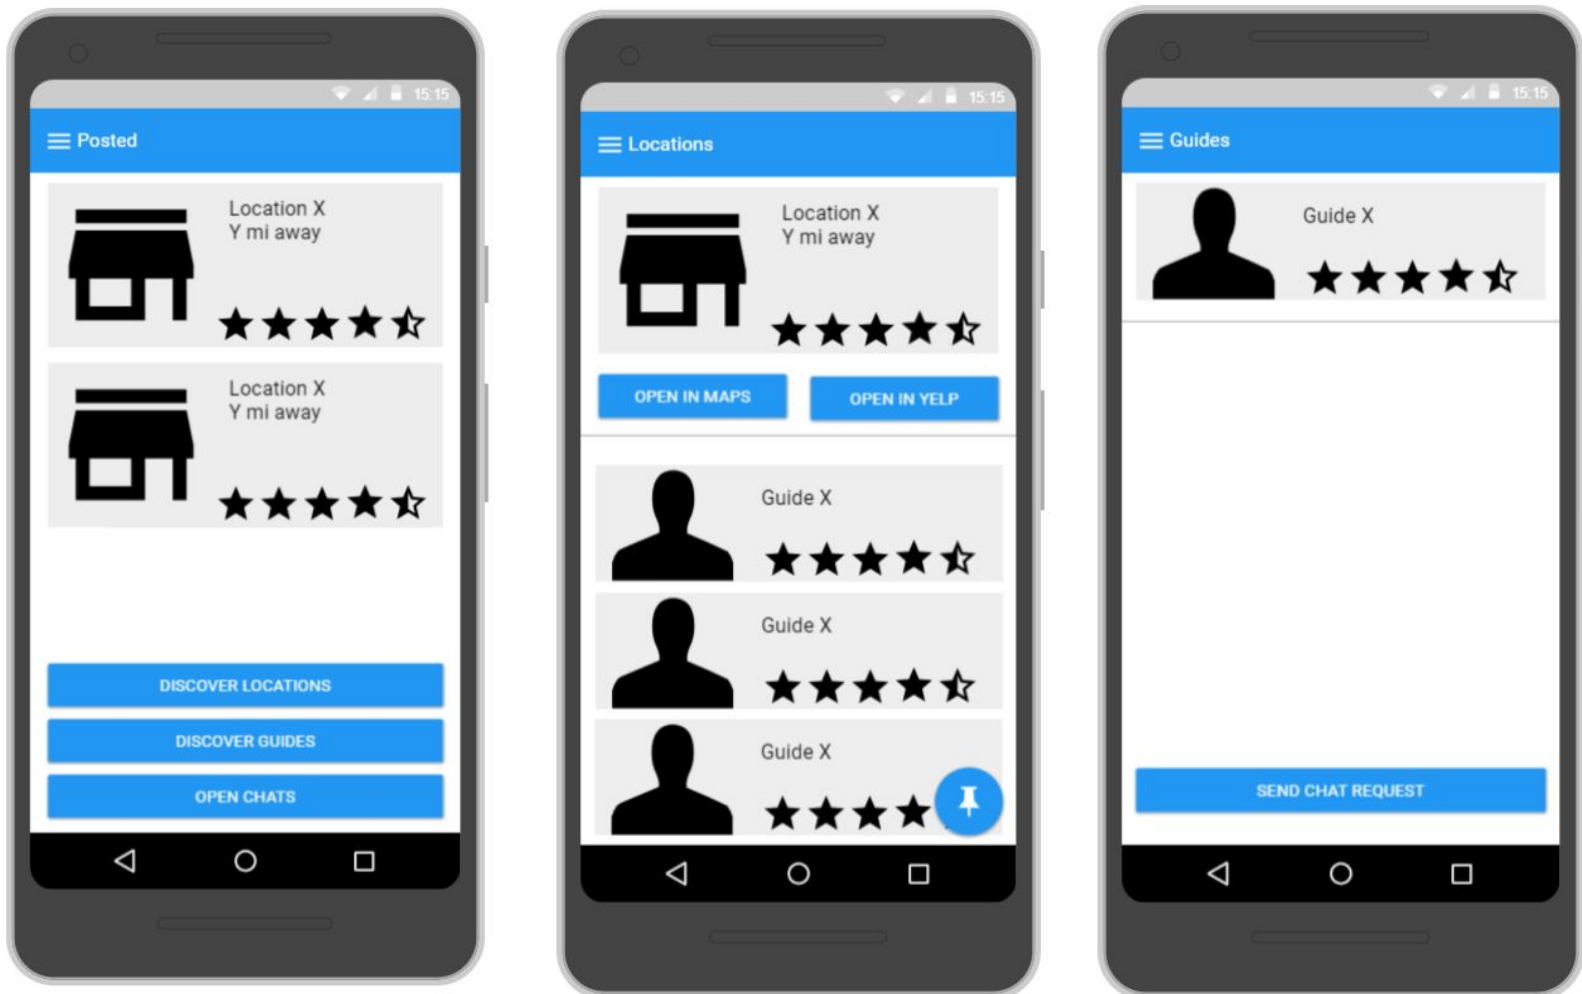 15:15
Posted
Location X
Y mi away
Location X
Y mi away
DISCOVER LOCATIONS
DISCOVER GUIDES
OPEN CHATS
15:15
Locations
Location X
Y mi away
OPEN IN MAPS
OPEN IN YELP
Guide X
Guide X
Guide X
15:15
Guides
Guide X
SEND CHAT REQUEST